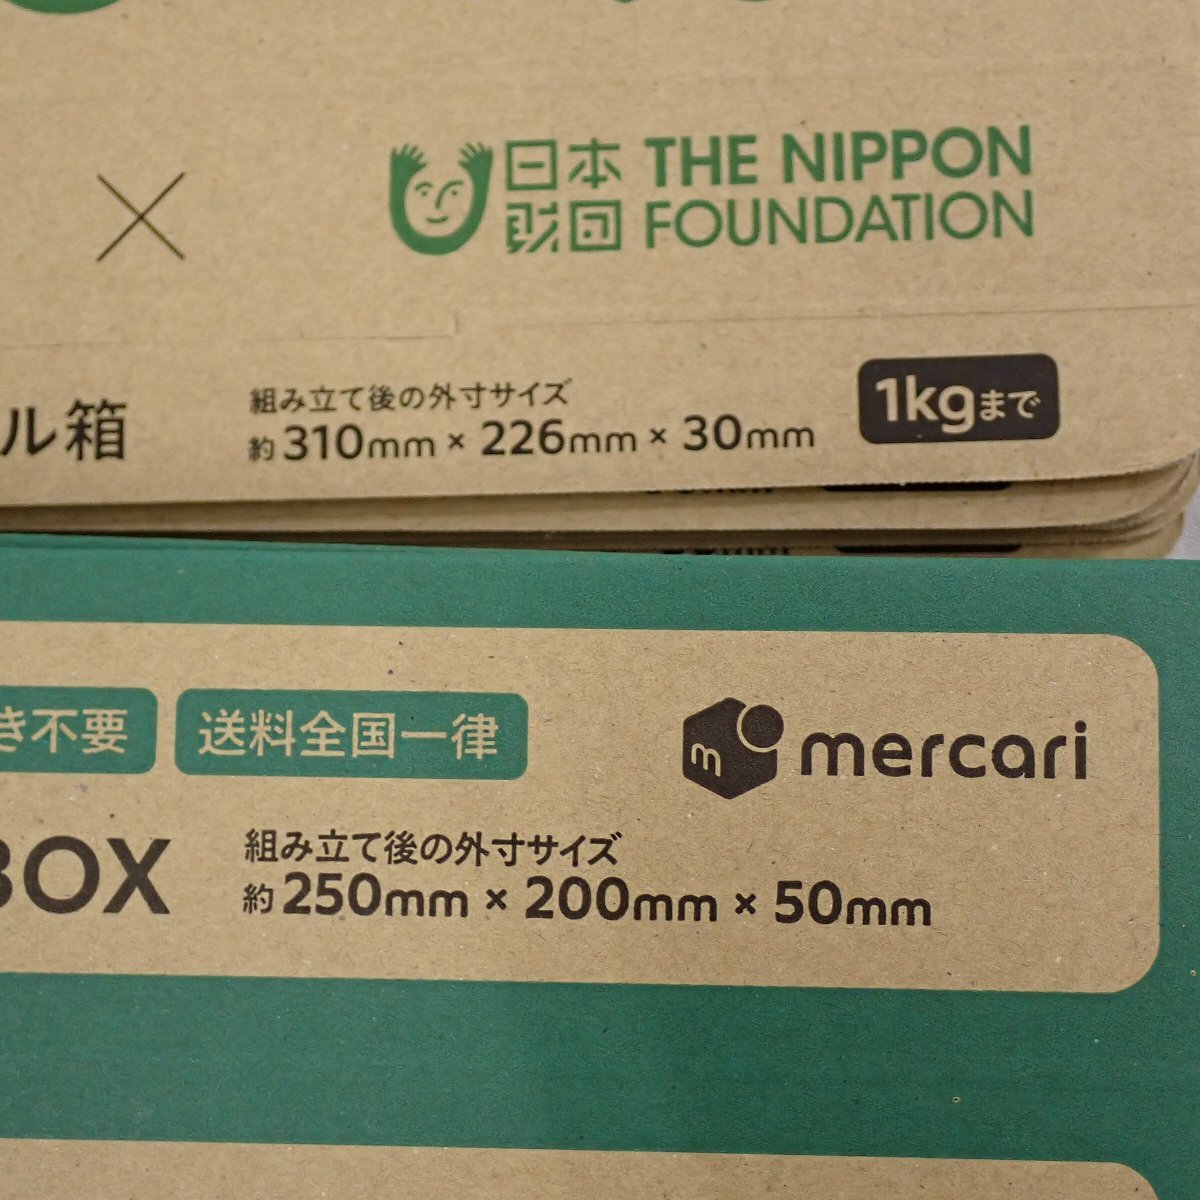 ×
日本
財団
THE NIPPON
FOUNDATION
ル箱
組み立て後の外寸サイズ
約310mm × 226mm × 30mm
1kgまで
き不要
送料全国一律
mercari
BOX
組み立て後の外寸サイズ
約250mm × 200mm × 50mm